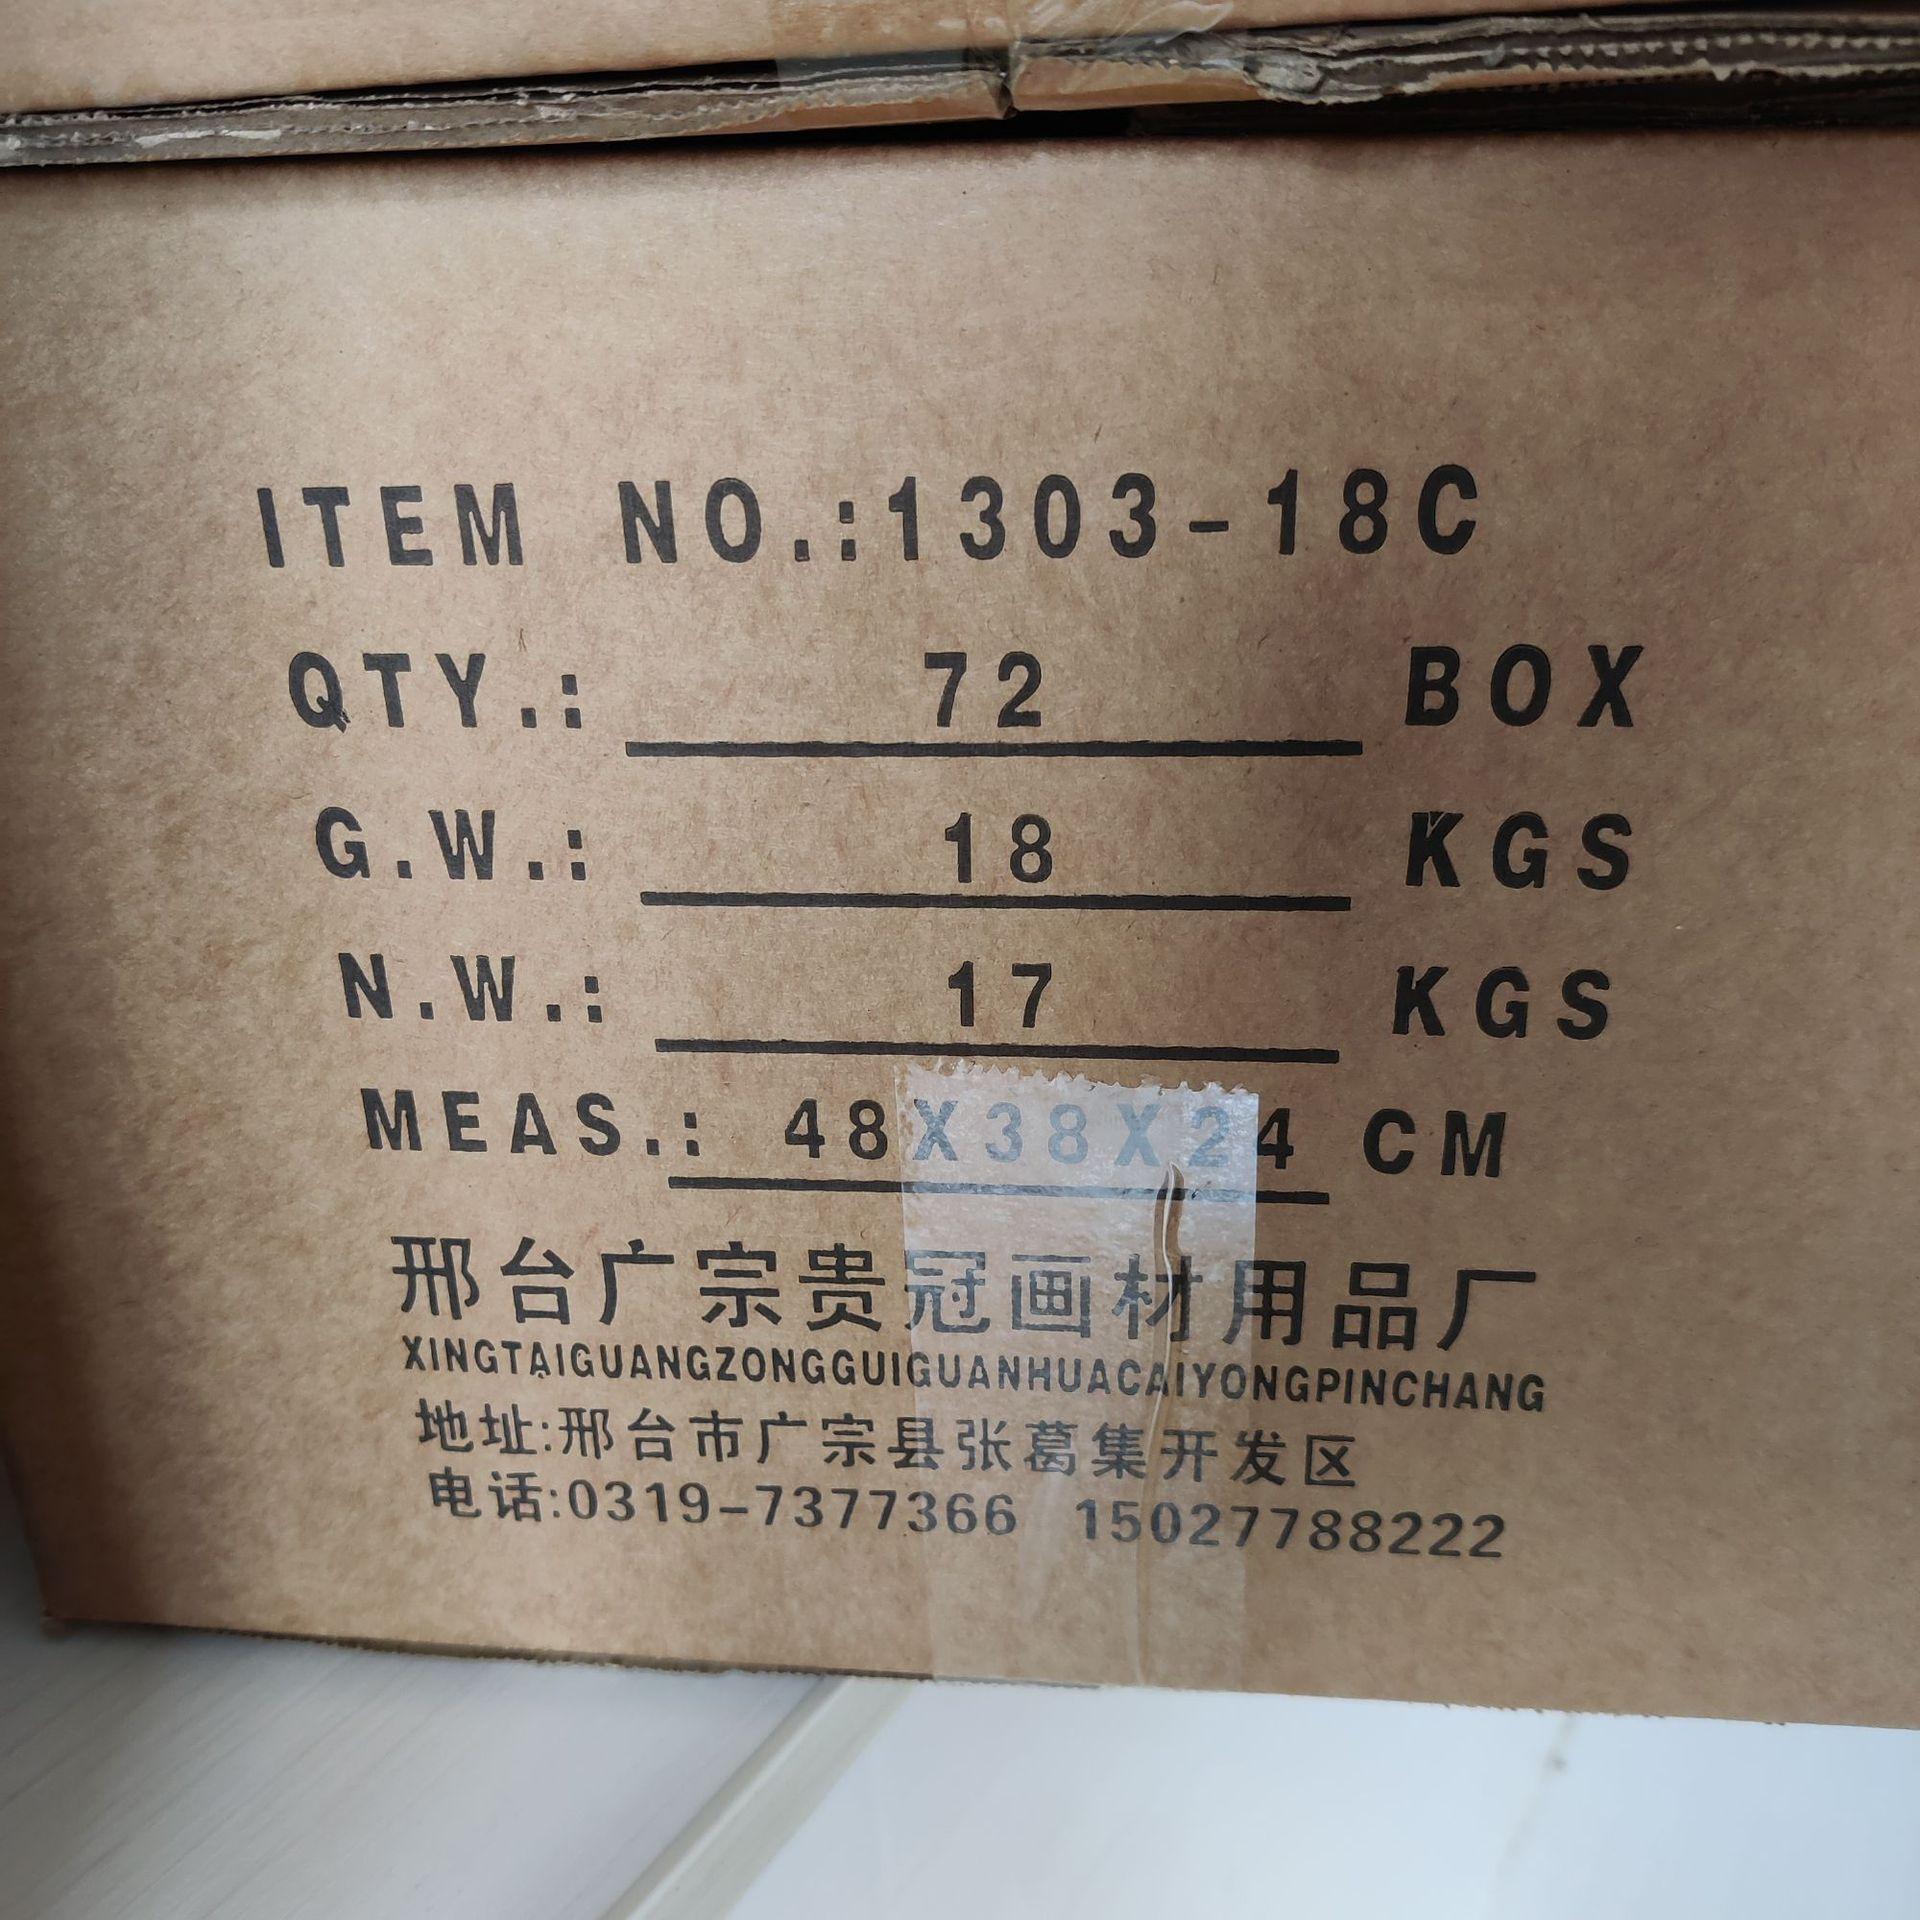 ITEM NO.:1303-18C
QTY.: 72 BOX
G.W.: 18 KGS
N.W.: 17 KGS
MEAS.: 48X38X24 CM
邢台广宗贵冠画材用品厂
XINGTAIGUANGZONGGUIGUANHUACAIYONGPINCHANG
地址:邢台市广宗县张葛集开发区
电话:0319-7377366 15027788222